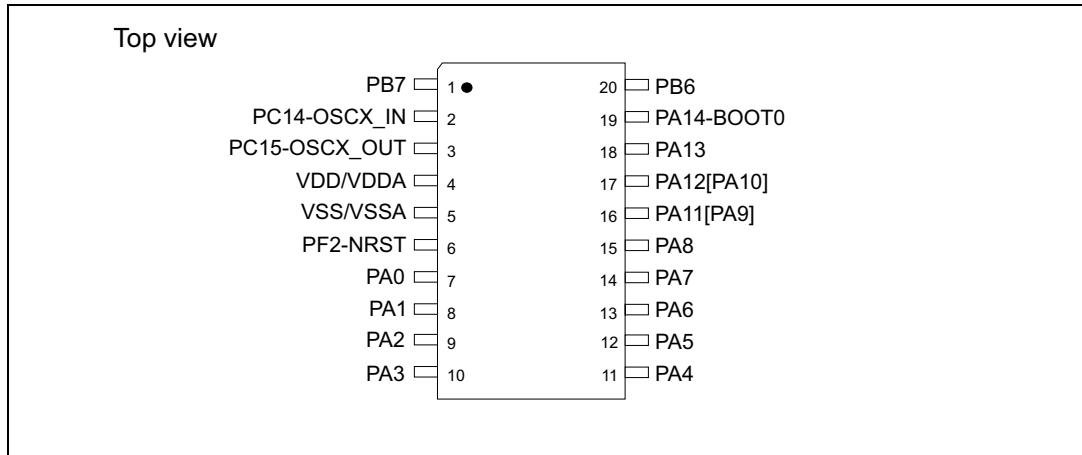 Top view
PB7 1 20 PB6
PC14-OSCX_IN 2 19 PA14-BOOT0
PC15-OSCX_OUT 3 18 PA13
VDD/VDDA 4 17 PA12[PA10]
VSS/VSSA 5 16 PA11[PA9]
PF2-NRST 6 15 PA8
PA0 7 14 PA7
PA1 8 13 PA6
PA2 9 12 PA5
PA3 10 11 PA4